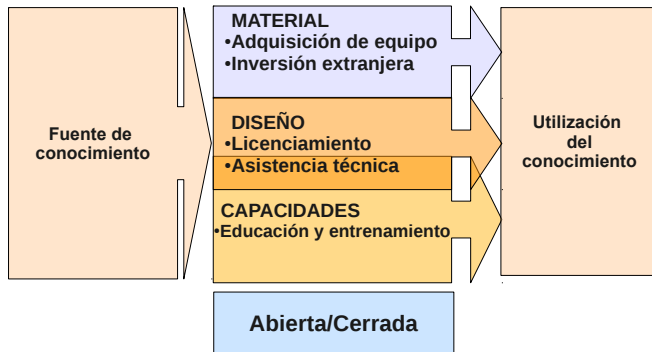 Fuente de
conocimiento
MATERIAL
•Adquisición de equipo
•Inversión extranjera
DISEÑO
•Licenciamiento
•Asistencia técnica
CAPACIDADES
•Educación y entrenamiento
Utilización
del
conocimiento
Abierta/Cerrada